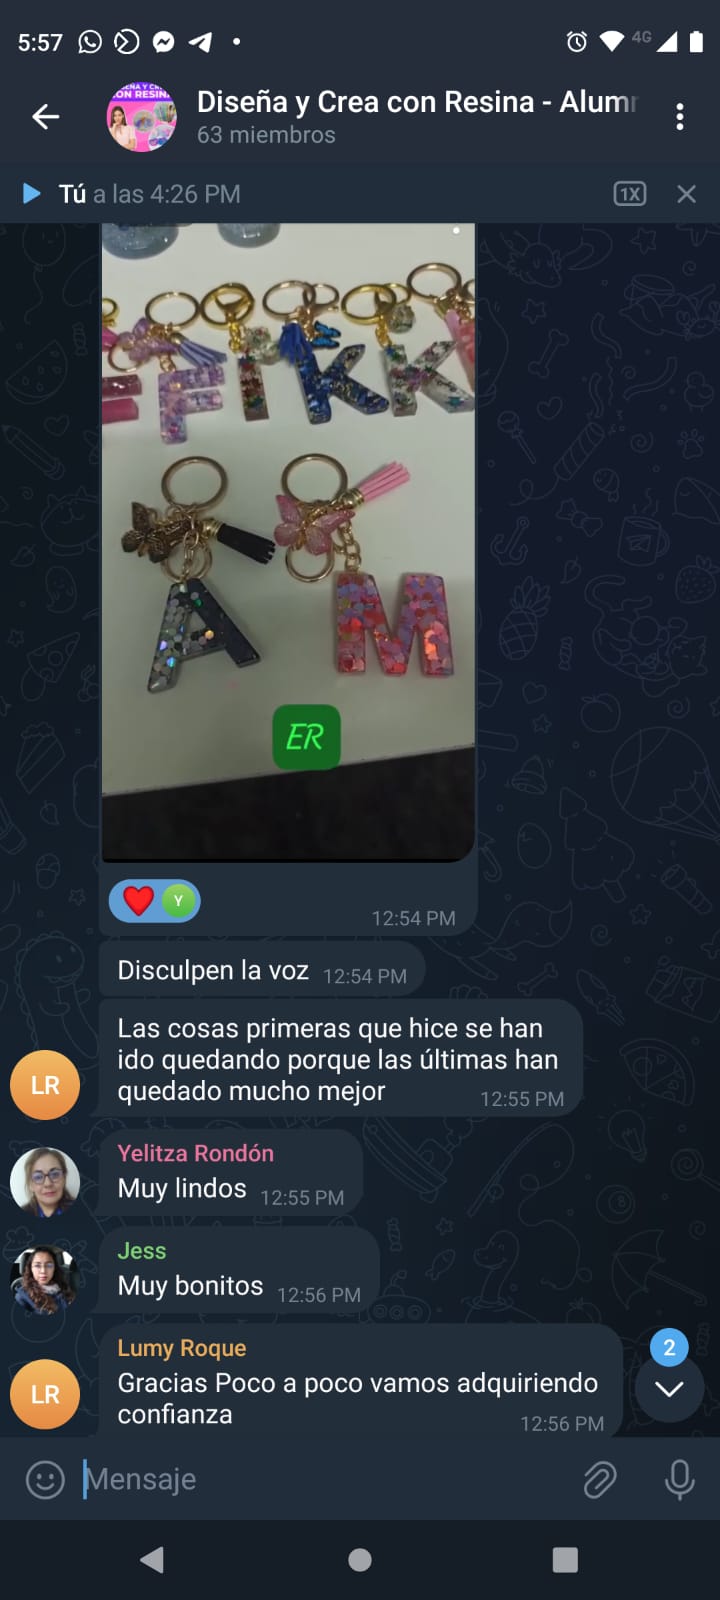 5:57
4G
Diseña y Crea con Resina - Alum
63 miembros
Tú a las 4:26 PM
1X
F I K K
A M
ER
Y
12:54 PM
Disculpen la voz 12:54 PM
Las cosas primeras que hice se han
ido quedando porque las últimas han
quedado mucho mejor 12:55 PM
LR
Yelitza Rondón
Muy lindos 12:55 PM
Jess
Muy bonitos 12:56 PM
Lumy Roque
2
LR
Gracias Poco a poco vamos adquiriendo
confianza
12:56 PM
Mensaje